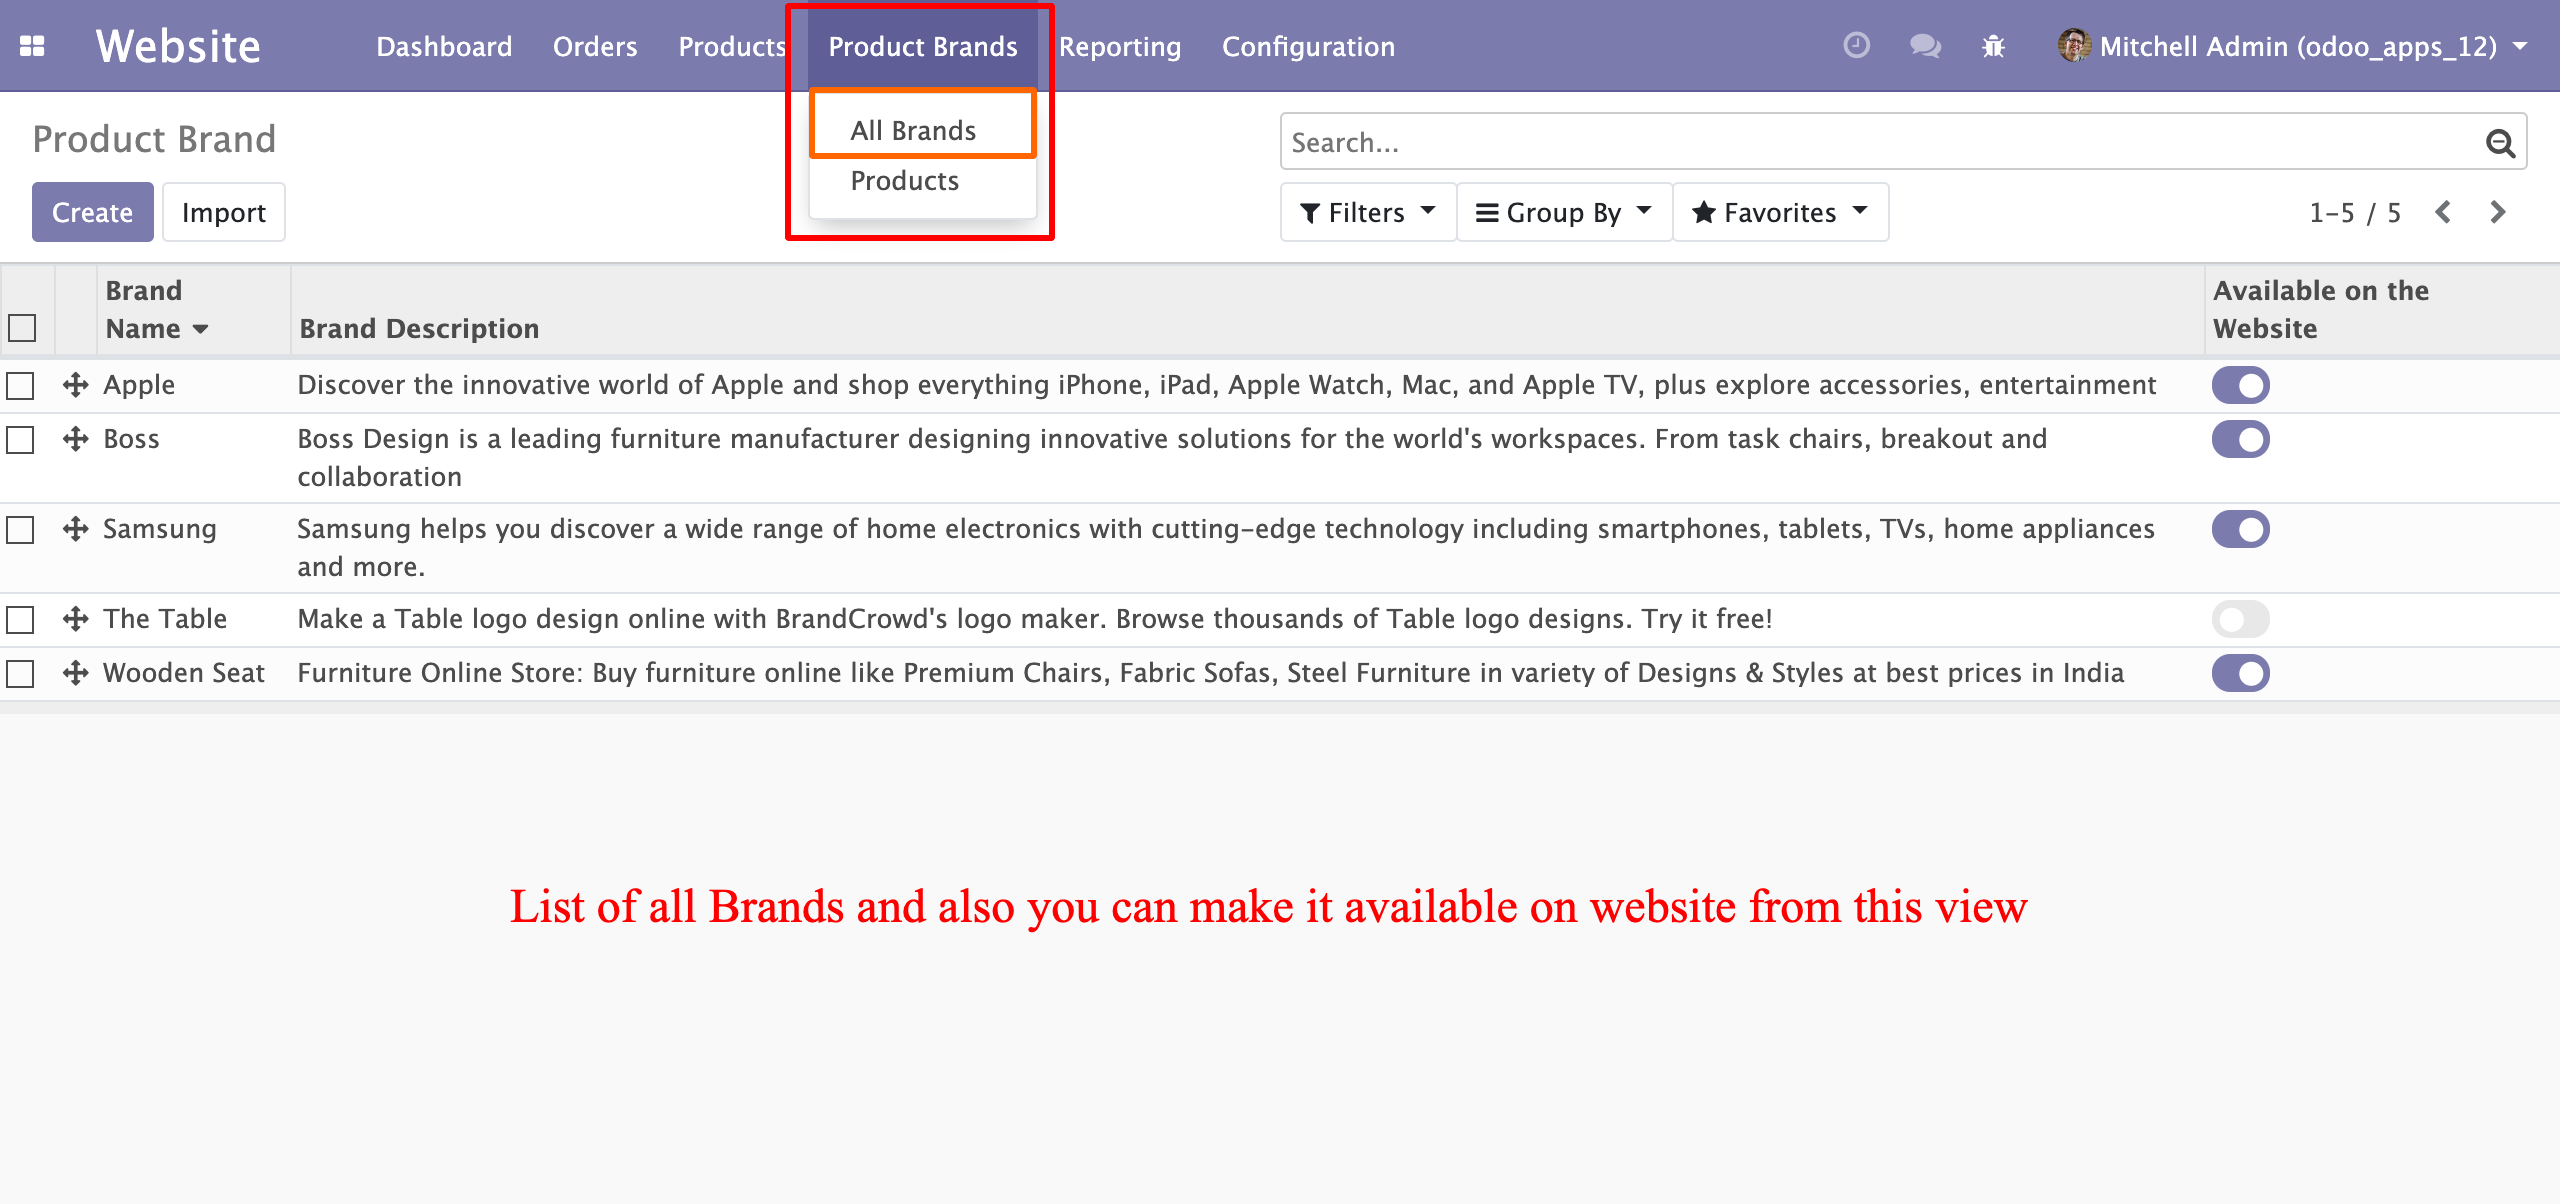 Website
Dashboard Orders Products Product Brands Reporting Configuration
Mitchell Admin (odoo_apps_12)
All Brands
Products
Product Brand
Search...
Create Import
Filters Group By Favorites
1-5 / 5
Brand Name
Brand Description
Available on the Website
Apple
Discover the innovative world of Apple and shop everything iPhone, iPad, Apple Watch, Mac, and Apple TV, plus explore accessories, entertainment
Boss
Boss Design is a leading furniture manufacturer designing innovative solutions for the world's workspaces. From task chairs, breakout and
collaboration
Samsung
Samsung helps you discover a wide range of home electronics with cutting-edge technology including smartphones, tablets, TVs, home appliances
and more.
The Table
Make a Table logo design online with BrandCrowd's logo maker. Browse thousands of Table logo designs. Try it free!
Wooden Seat
Furniture Online Store: Buy furniture online like Premium Chairs, Fabric Sofas, Steel Furniture in variety of Designs & Styles at best prices in India
List of all Brands and also you can make it available on website from this view